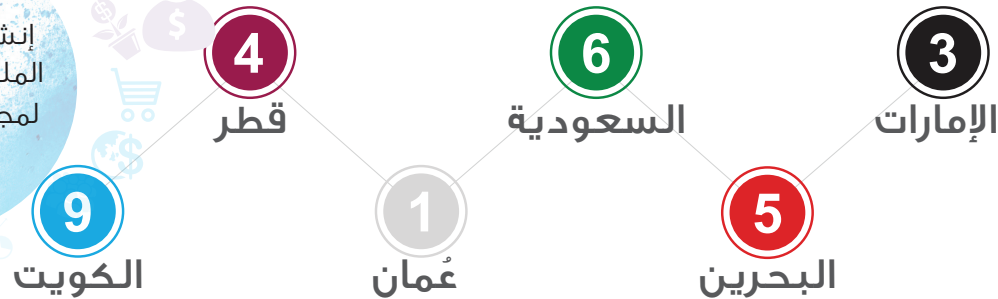 3
الإمارات
5
البحرين
6
السعودية
1
عُمان
4
قطر
9
الكويت